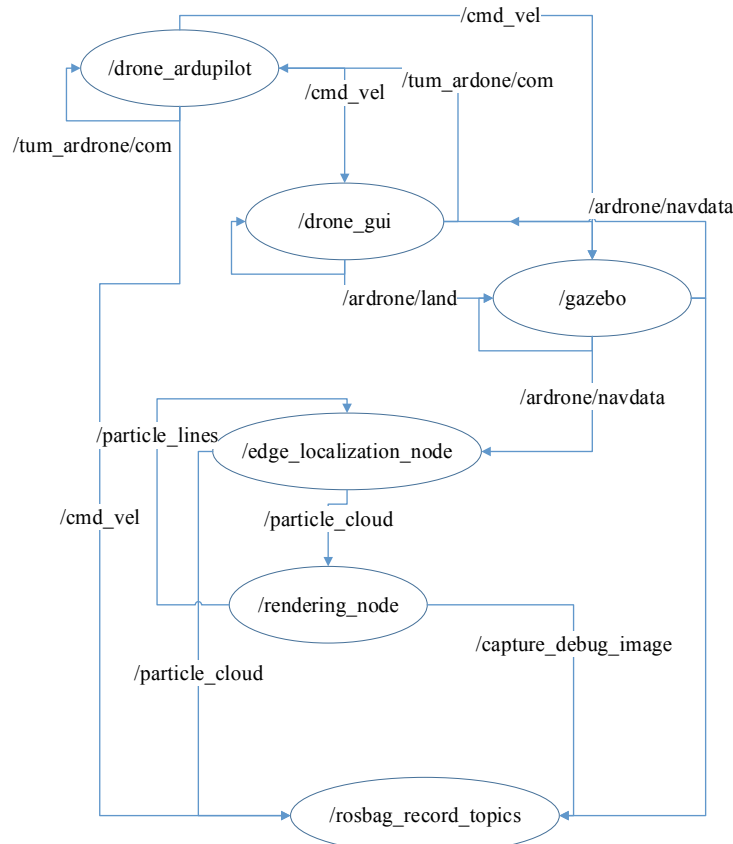 /cmd_vel
/drone_ardupilot
/tum_ardone/com
/cmd_vel
/tum_ardrone/com
/ardrone/navdata
/drone_gui
/ardrone/land
/gazebo
/ardrone/navdata
/particle_lines
/edge_localization_node
/cmd_vel
/particle_cloud
/rendering_node
/capture_debug_image
/particle_cloud
/rosbag_record_topics